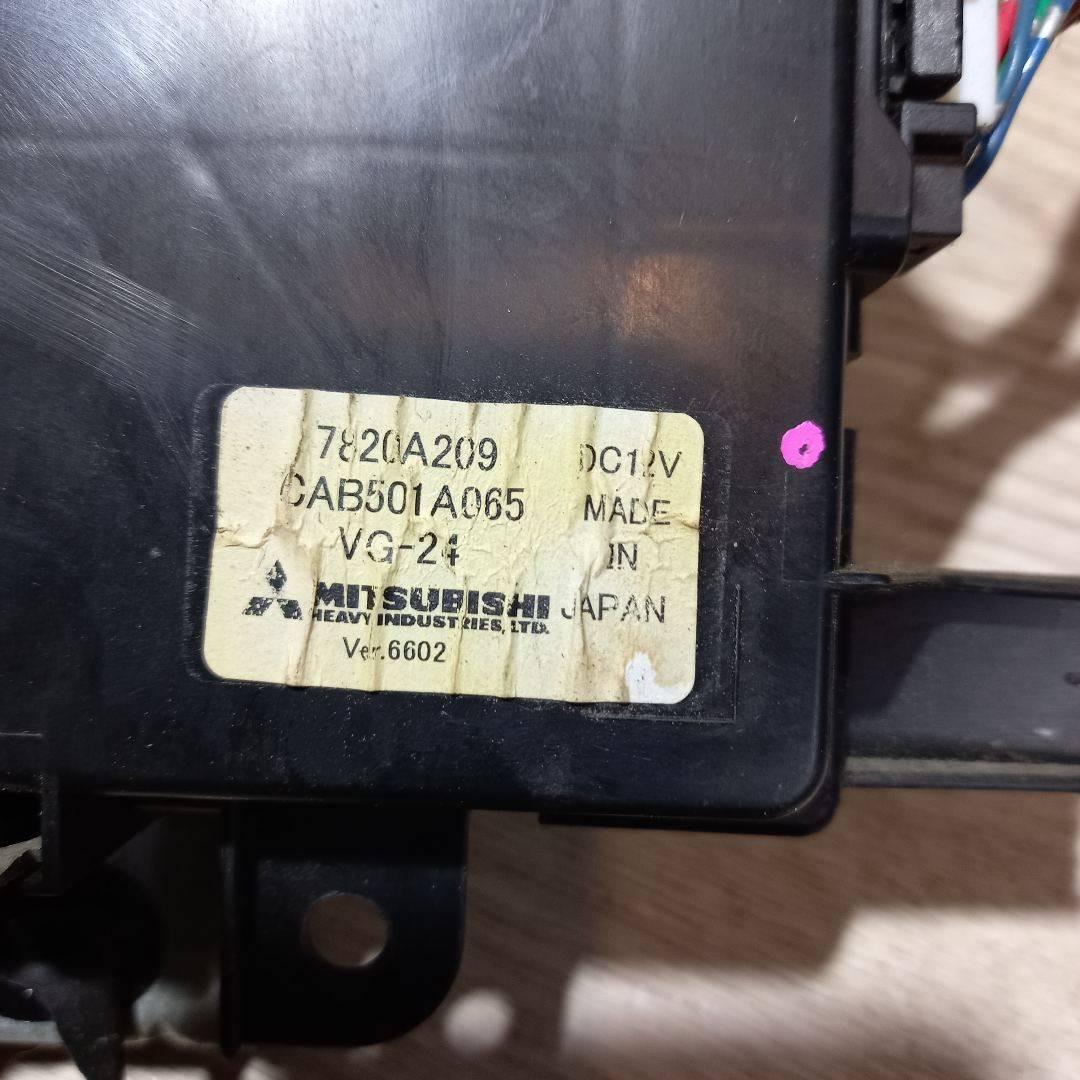 7820A209
CAB501A065
VG-24
MITSUBISHI
HEAVY INDUSTRIES, LTD.
Ver.6602
DC12V
MADE
IN
JAPAN